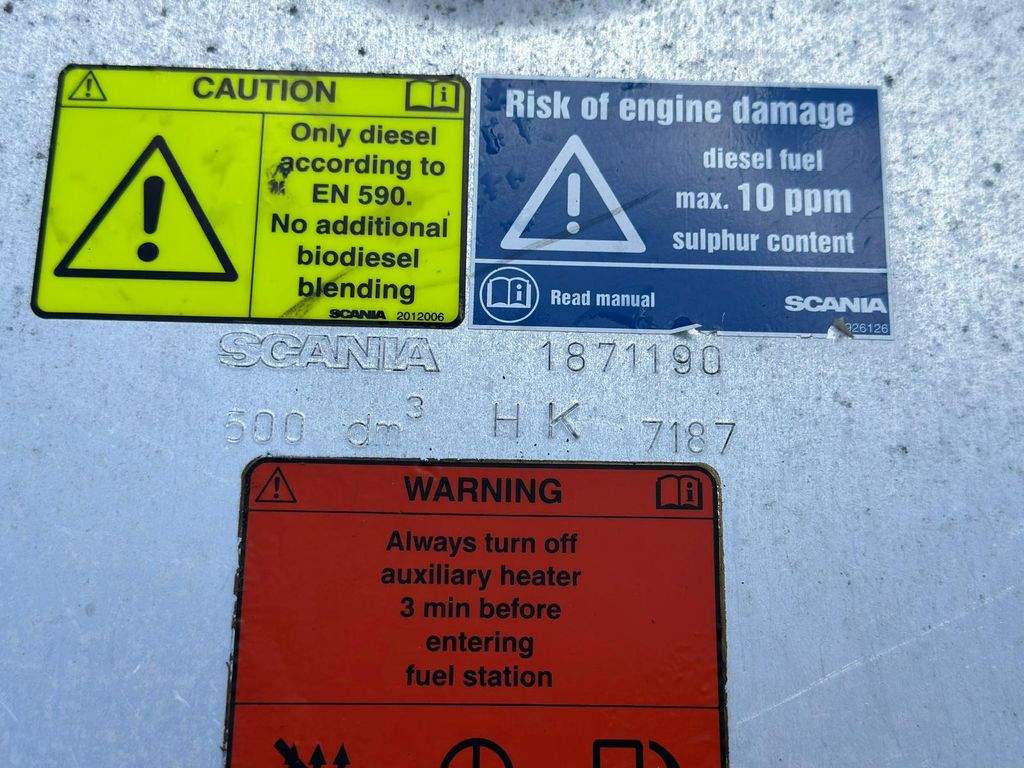 CAUTION
Only diesel
according to
EN 590.
No additional
biodiesel
blending
SCANIA 2012006
Risk of engine damage
diesel fuel
max. 10 ppm
sulphur content
Read manual
SCANIA
926126
SCANIA 1871190
500 dm³ HK 7187
WARNING
Always turn off
auxiliary heater
3 min before
entering
fuel station